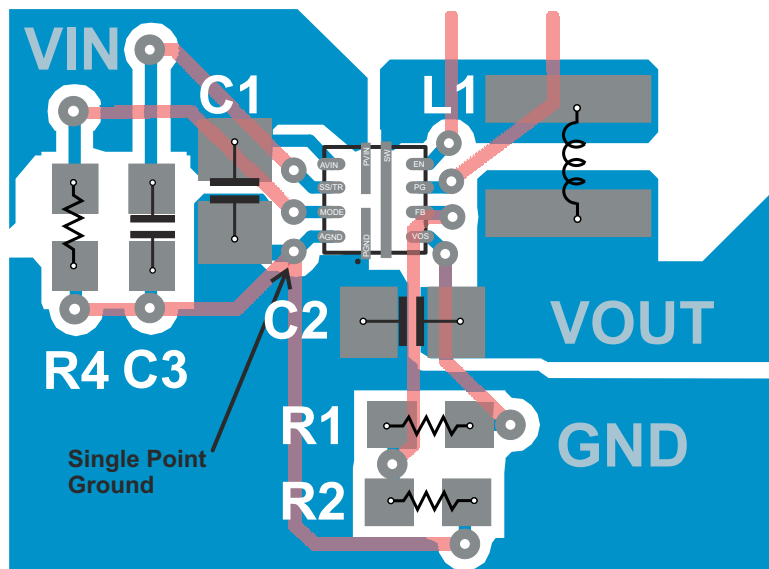 VIN
C1
L1
AVIN
PVIN
SW
EN
SS/TR
PG
MODE
FB
AGND
PGND
VOS
C2
VOUT
R4 C3
R1
GND
Single Point
Ground
R2